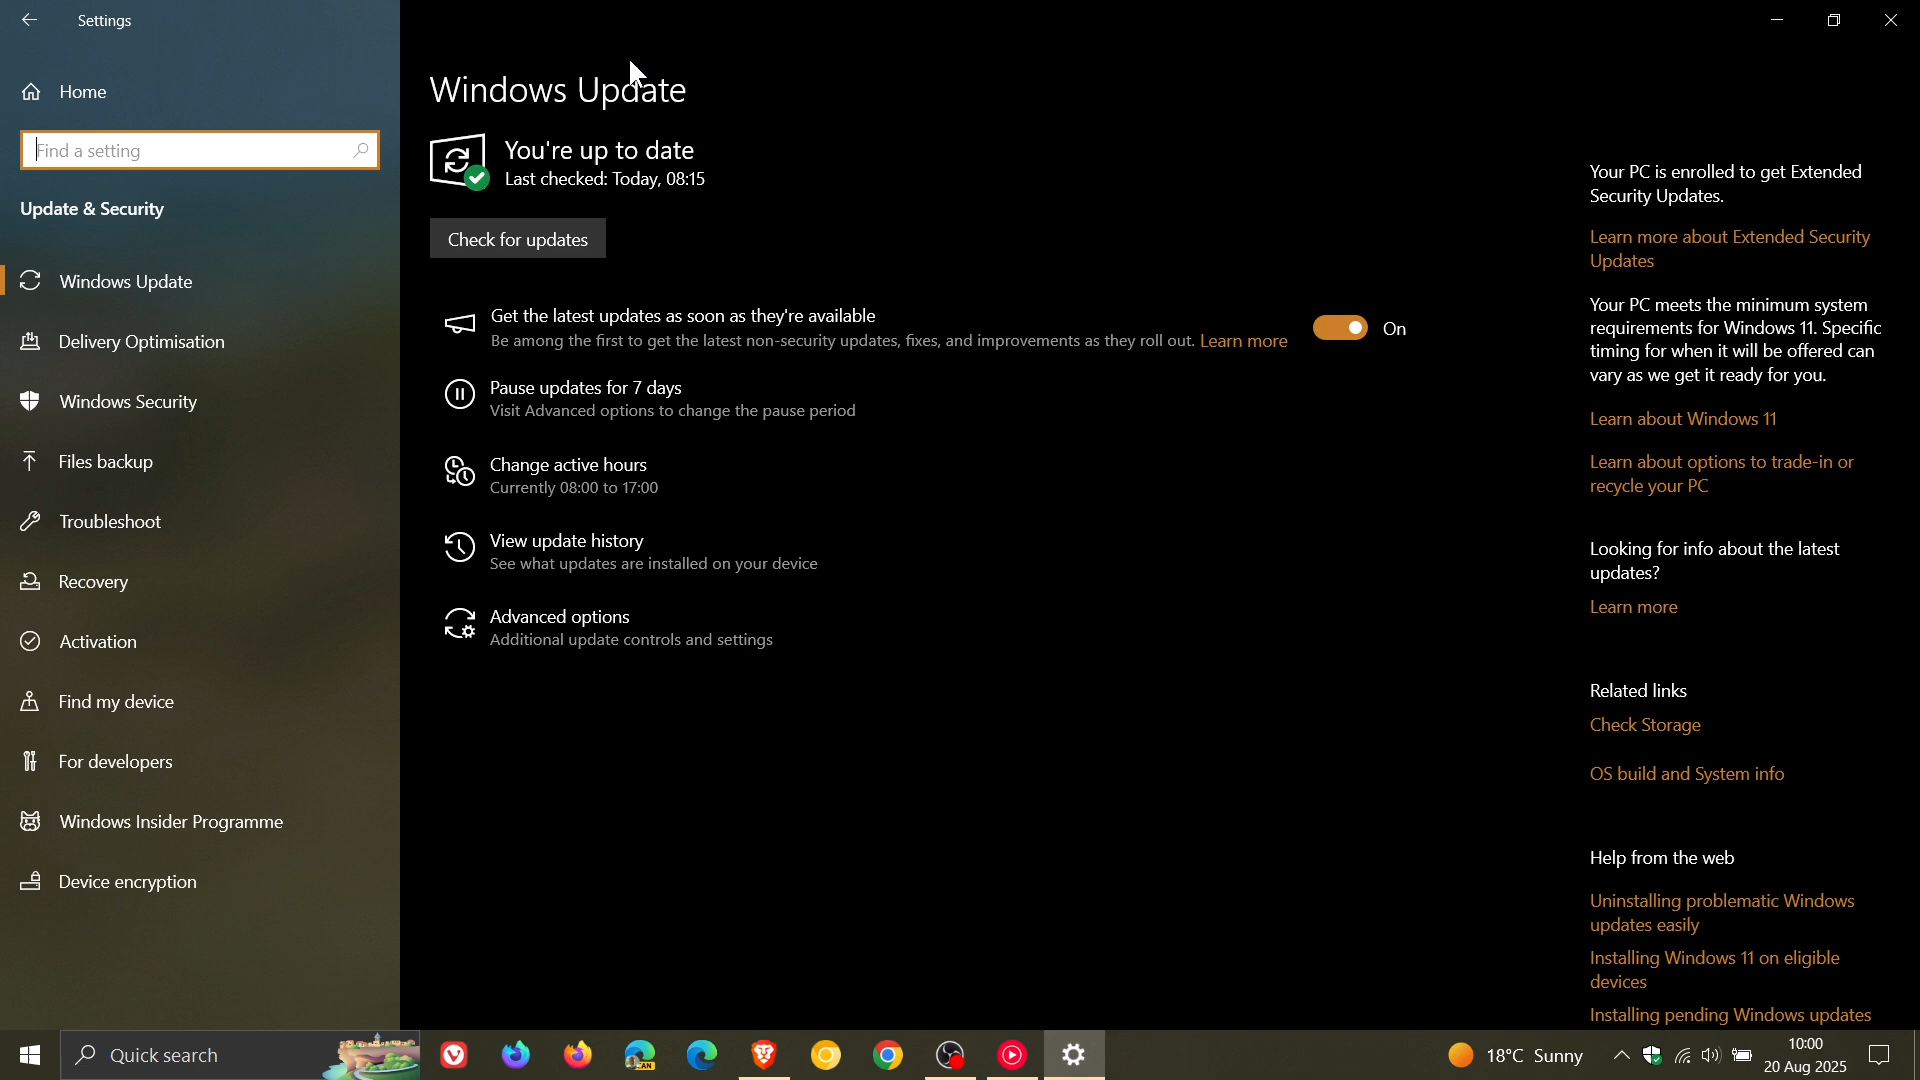 Settings
Home
Find a setting
Update & Security
Windows Update
Delivery Optimisation
Windows Security
Files backup
Troubleshoot
Recovery
Activation
Find my device
For developers
Windows Insider Programme
Device encryption
Windows Update
You're up to date
Last checked: Today, 08:15
Check for updates
Get the latest updates as soon as they're available
Be among the first to get the latest non-security updates, fixes, and improvements as they roll out. Learn more
On
Pause updates for 7 days
Visit Advanced options to change the pause period
Change active hours
Currently 08:00 to 17:00
View update history
See what updates are installed on your device
Advanced options
Additional update controls and settings
Your PC is enrolled to get Extended
Security Updates.
Learn more about Extended Security
Updates
Your PC meets the minimum system
requirements for Windows 11. Specific
timing for when it will be offered can
vary as we get it ready for you.
Learn about Windows 11
Learn about options to trade-in or
recycle your PC
Looking for info about the latest
updates?
Learn more
Related links
Check Storage
OS build and System info
Help from the web
Uninstalling problematic Windows
updates easily
Installing Windows 11 on eligible
devices
Installing pending Windows updates
Quick search
CAN
18°C Sunny
10:00
20 Aug 2025